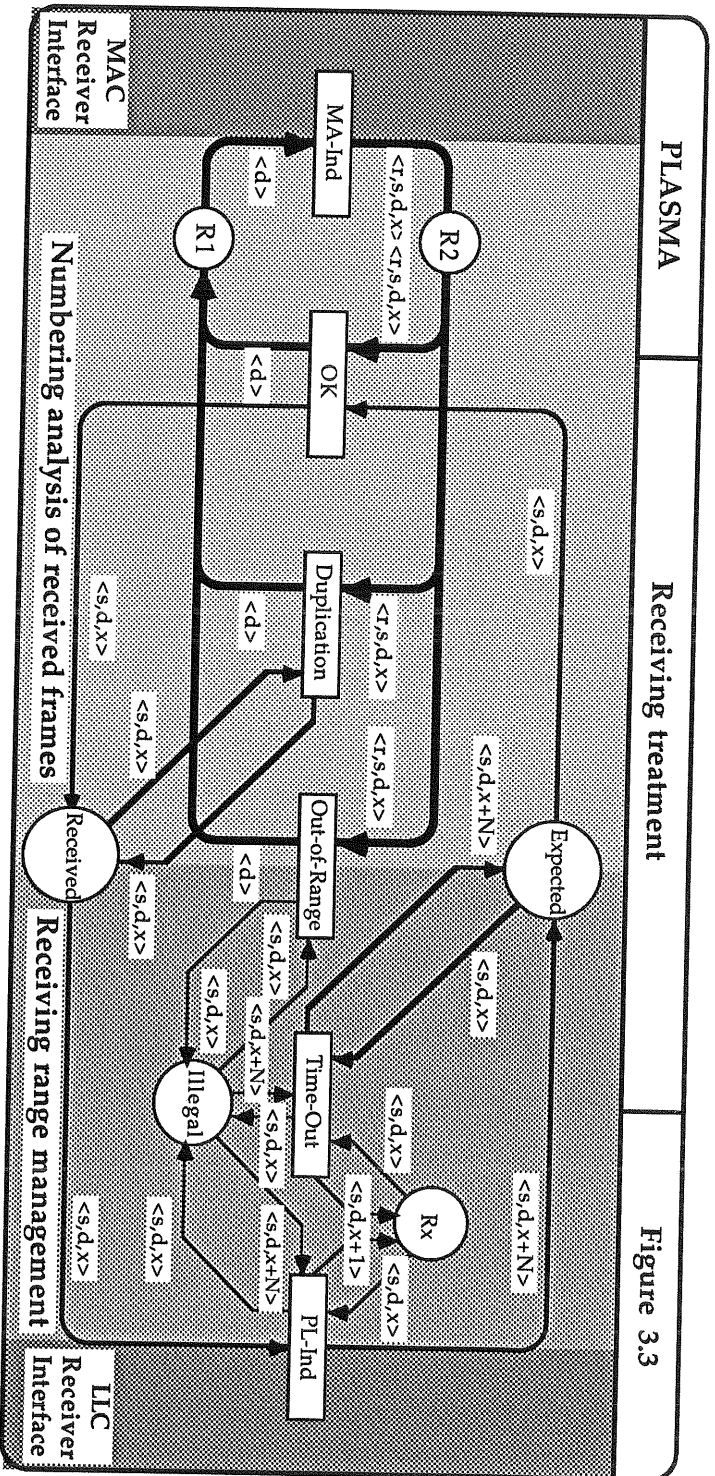 PLASMA
Receiving treatment
Figure 3.3
MAC
Receiver
Interface
MA-Ind
<d>
<r,s,d,x>
<r,s,d,x>
R2
R1
OK
<d>
<s,d,x>
<s,d,x>
Duplication
<r,s,d,x>
<d>
<s,d,x>
<s,d,x>
Out-of-Range
<r,s,d,x>
<d>
<s,d,x>
<s,d,x>
Expected
<s,d,x+N>
<s,d,x>
<s,d,x+N>
Received
Time-Out
<s,d,x+N>
<s,d,x>
Illegal
<s,d,x>
<s,d,x+1>
Rx
<s,d,x>
<s,d,x+N>
<s,d,x>
PL-Ind
<s,d,x>
Numbering analysis of received frames
Receiving range management
LLC
Receiver
Interface